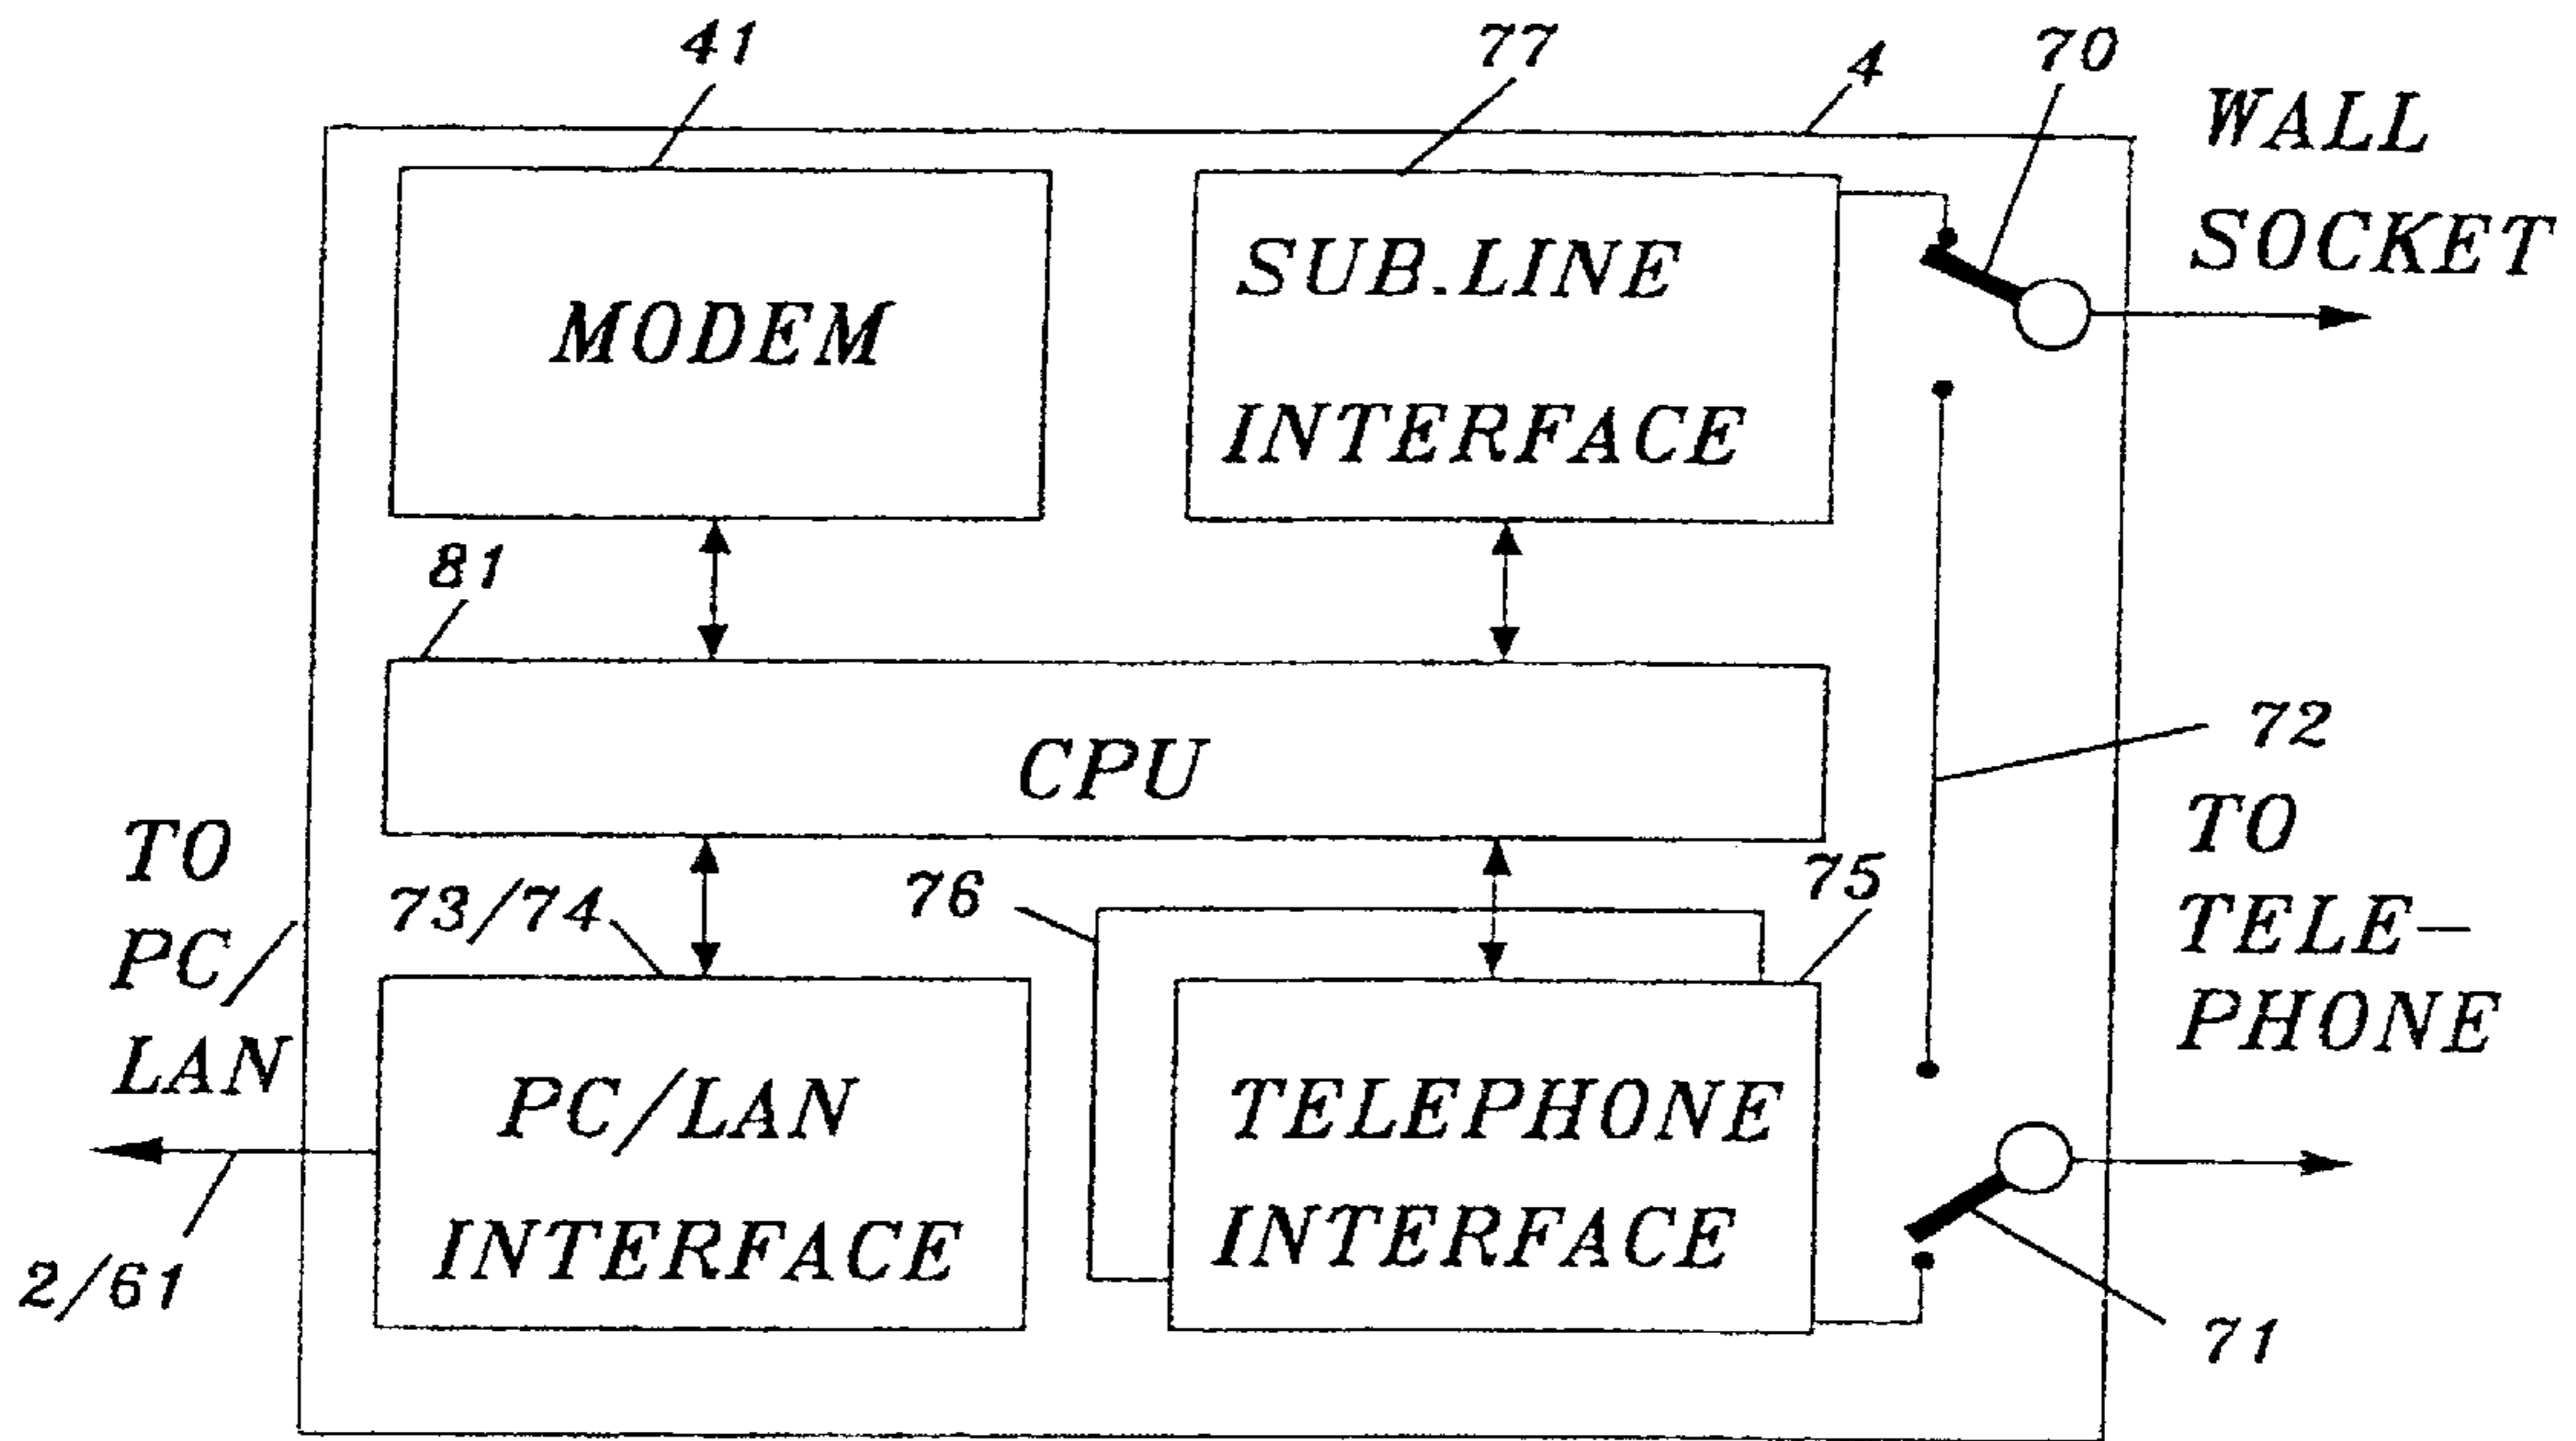 41
77
4
70
WALL
SOCKET
MODEM
SUB.LINE
INTERFACE
81
CPU
72
TO
PC/
LAN
73/74
76
75
TO
TELE-
PHONE
PC/LAN
INTERFACE
TELEPHONE
INTERFACE
2/61
71